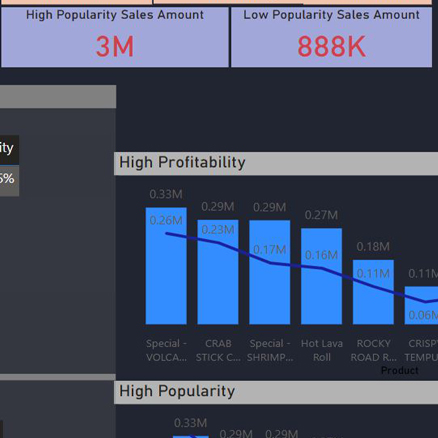 High Popularity Sales Amount
Low Popularity Sales Amount
3M
888K
ity
5%
High Profitability
0.33M
0.29M
0.29M
0.27M
0.18M
0.11M
0.26M
0.23M
0.17M
0.16M
0.11M
0.06M
Special -
VOLCA...
CRAB
STICK C...
Special -
SHRIMP...
Hot Lava
Roll
ROCKY
ROAD R...
CRISPY
TEMPU
Product
High Popularity
0.33M
0.29M
0.29M